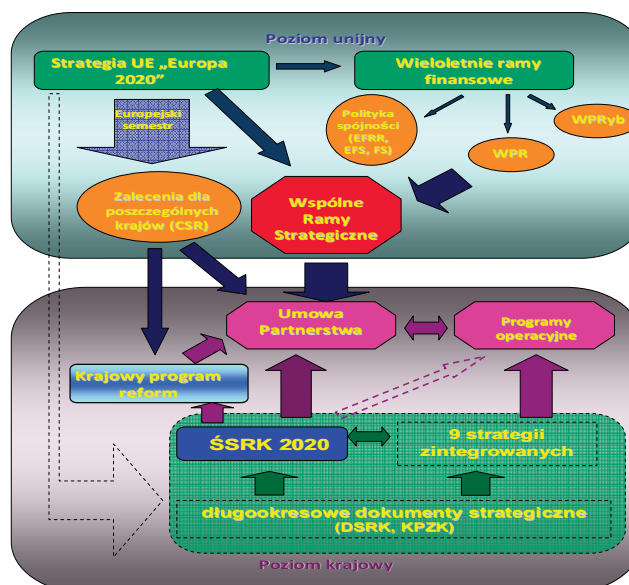 Poziom unijny
Strategia UE „Europa
2020”
Wieloletnie ramy
finansowe
Europejski
semestr
Polityka
spójności
(EFRR,
EFS, FS)
WPR
WPRyb
Zalecenia dla
poszczególnych
krajów (CSR)
Wspólne
Ramy
Strategiczne
Umowa
Partnerstwa
Programy
operacyjne
Krajowy program
reform
ŚSRK 2020
9 strategii
zintegrowanych
długookresowe dokumenty strategiczne
(DSRK, KPZK)
Poziom krajowy